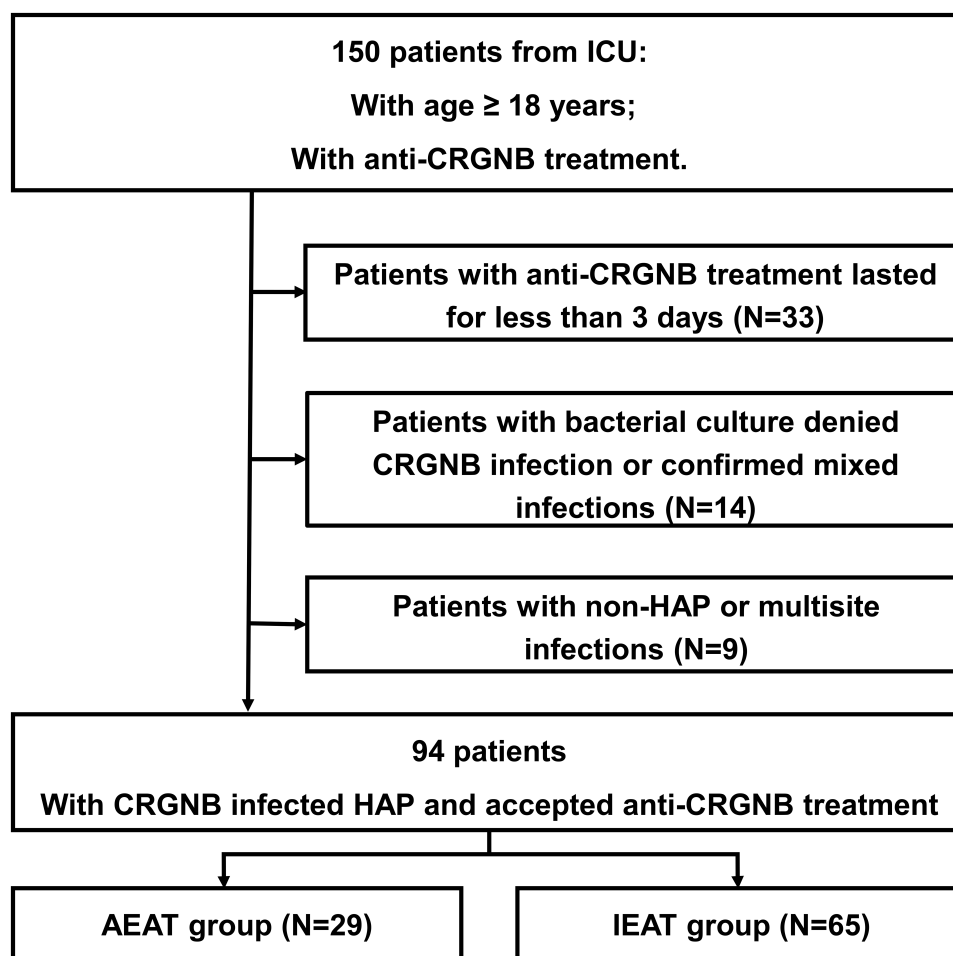 150 patients from ICU:
With age ≥ 18 years;
With anti-CRGNB treatment.
Patients with anti-CRGNB treatment lasted
for less than 3 days (N=33)
Patients with bacterial culture denied
CRGNB infection or confirmed mixed
infections (N=14)
Patients with non-HAP or multisite
infections (N=9)
94 patients
With CRGNB infected HAP and accepted anti-CRGNB treatment
AEAT group (N=29)
IEAT group (N=65)